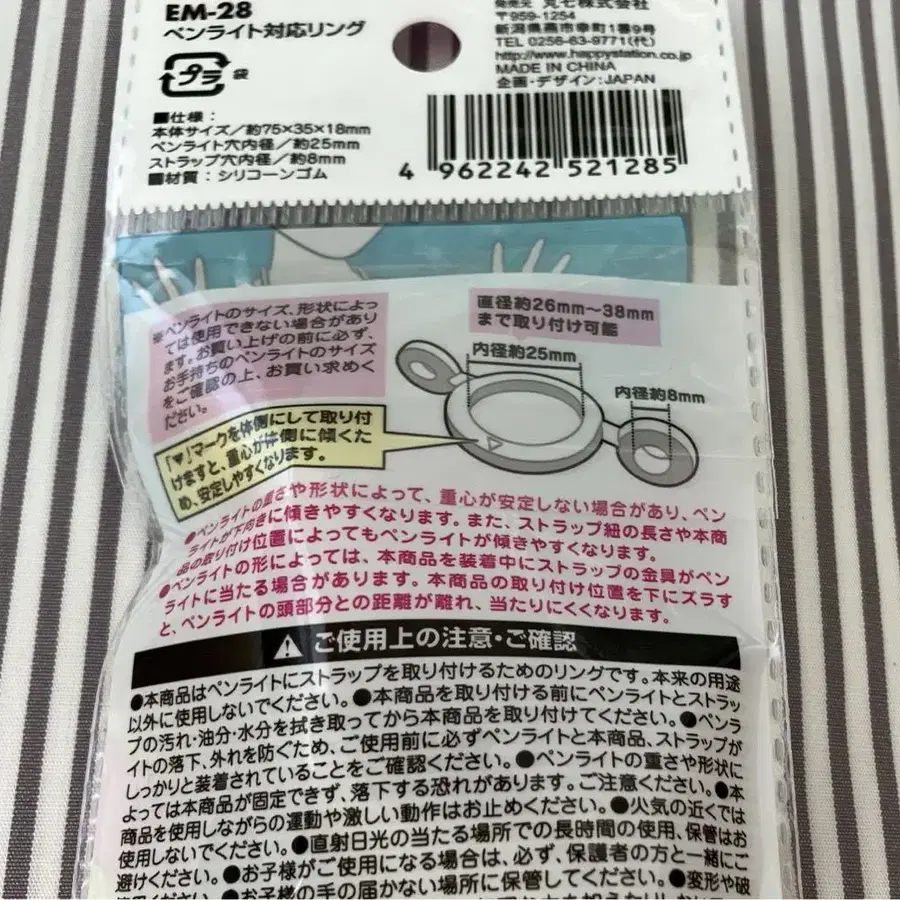 EM-28
ペンライト対応リング
プラ
袋
■仕様：
本体サイズ／約75×35×18mm
ペンライト穴内径／約25mm
ストラップ穴内径／約8mm
■材質：シリコーンゴム
発売元 丸七株式会社
〒959-1254
新潟県燕市幸町1番9号
TEL 0256-63-9771(代)
http://www.happystation.co.jp
MADE IN CHINA
企画・デザイン:JAPAN
4 962242 521285
※ペンライトのサイズ、形状によっ
ては使用できない場合があり
ます。お買い上げの前に必ず、
お手持ちのペンライトのサイズ
をご確認の上、お買い求めく
ださい。
直径約26mm〜38mm
まで取り付け可能
内径約25mm
内径約8mm
「▼」マークを体側にして取り付
けますと、重心が体側に傾くた
め、安定しやすくなります。
●ペンライトの重さや形状によって、重心が安定しない場合があり、ペン
ライトが下向きに傾きやすくなります。また、ストラップ紐の長さや本商
品の取り付け位置によってもペンライトが傾きやすくなります。
●ペンライトの形によっては、本商品を装着中にストラップの金具がペン
ライトに当たる場合があります。本商品の取り付け位置を下にズラす
と、ペンライトの頭部分との距離が離れ、当たりにくくなります。
ご使用上の注意・ご確認
●本商品はペンライトにストラップを取り付けるためのリングです。本来の用途
以外に使用しないでください。●本商品を取り付ける前にペンライトとストラッ
プの汚れ・油分・水分を拭き取ってから本商品を取り付けてください。●ペンラ
イトの落下、外れを防ぐため、ご使用前に必ずペンライトと本商品、ストラップが
しっかりと装着されていることをご確認ください。●ペンライトの重さや形状に
よっては本商品が固定できず、落下する恐れがあります。ご注意ください。●本
商品を使用しながらの運動や激しい動作はお止めください。●火気の近くでは
使用しないでください。●直射日光の当たる場所での長時間の使用、保管はお
避けください。●お子様がご使用になる場合は、必ず、保護者の方と一緒にご
使用ください。●お子様の手の届かない場所に保管してください。●変形や破